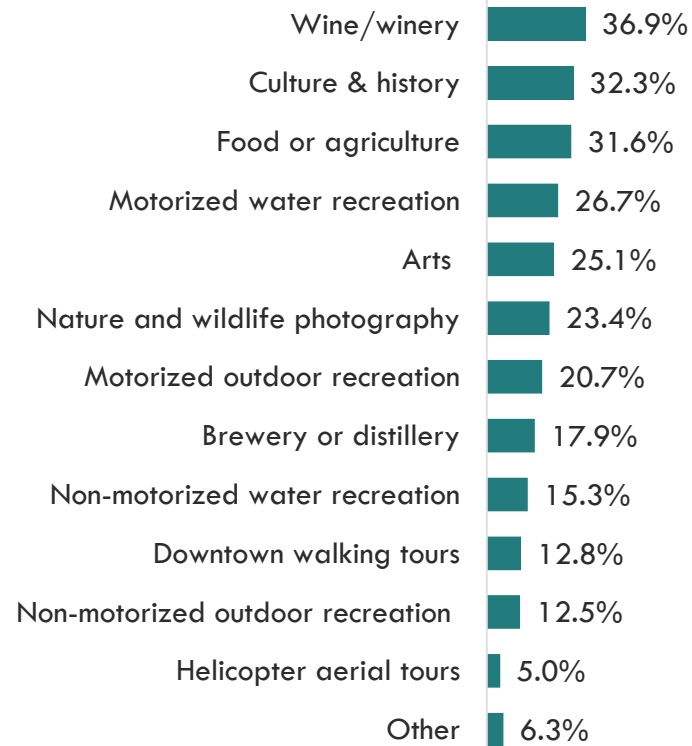 Wine/winery 36.9%
Culture & history 32.3%
Food or agriculture 31.6%
Motorized water recreation 26.7%
Arts 25.1%
Nature and wildlife photography 23.4%
Motorized outdoor recreation 20.7%
Brewery or distillery 17.9%
Non-motorized water recreation 15.3%
Downtown walking tours 12.8%
Non-motorized outdoor recreation 12.5%
Helicopter aerial tours 5.0%
Other 6.3%